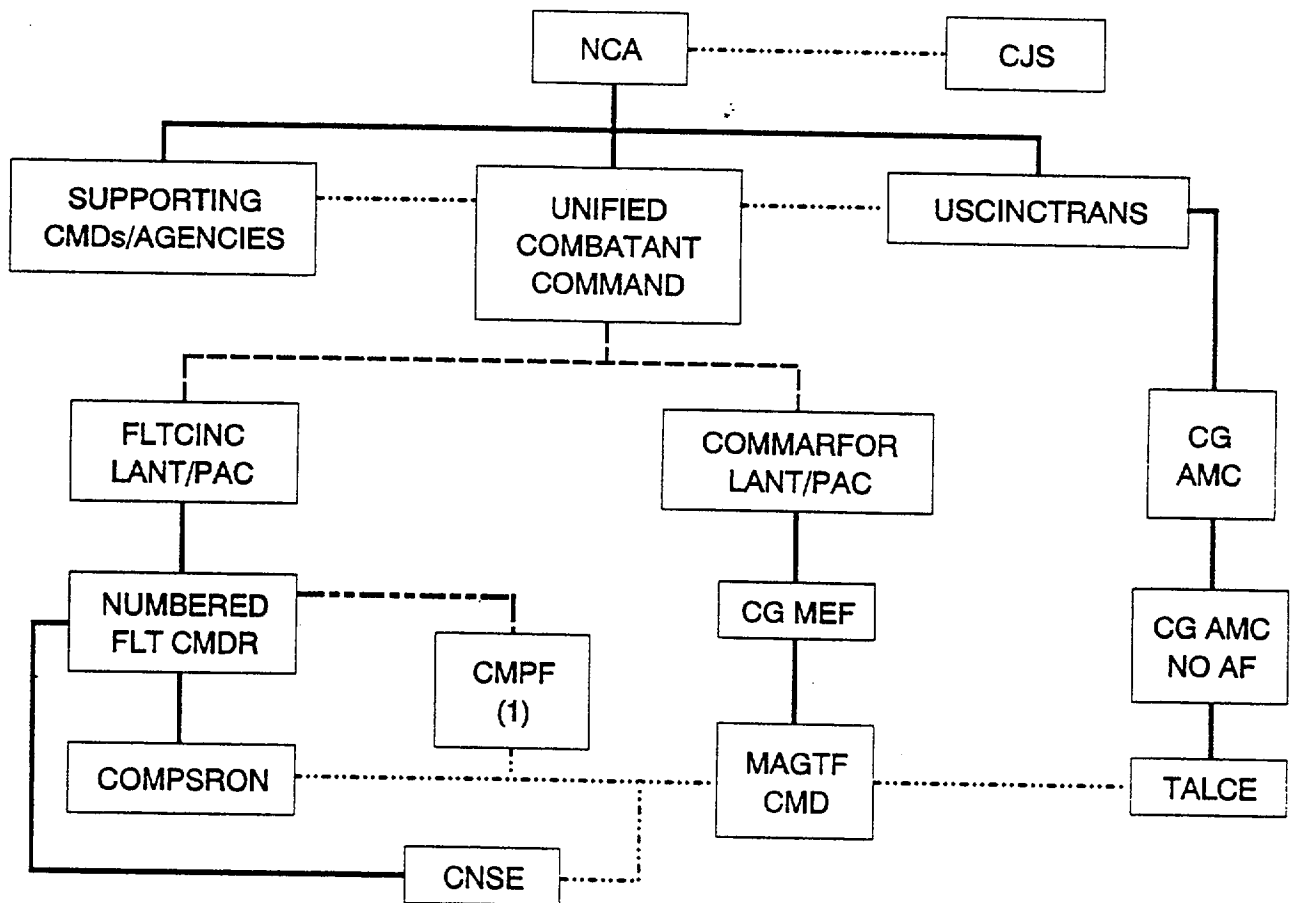 NCA
CJS
SUPPORTING
CMDs/AGENCIES
UNIFIED
COMBATANT
COMMAND
USCINCTRANS
FLTCINC
LANT/PAC
COMMARFOR
LANT/PAC
CG
AMC
NUMBERED
FLT CMDR
CMPF
(1)
CG MEF
CG AMC
NO AF
COMPSRON
MAGTF
CMD
TALCE
CNSE